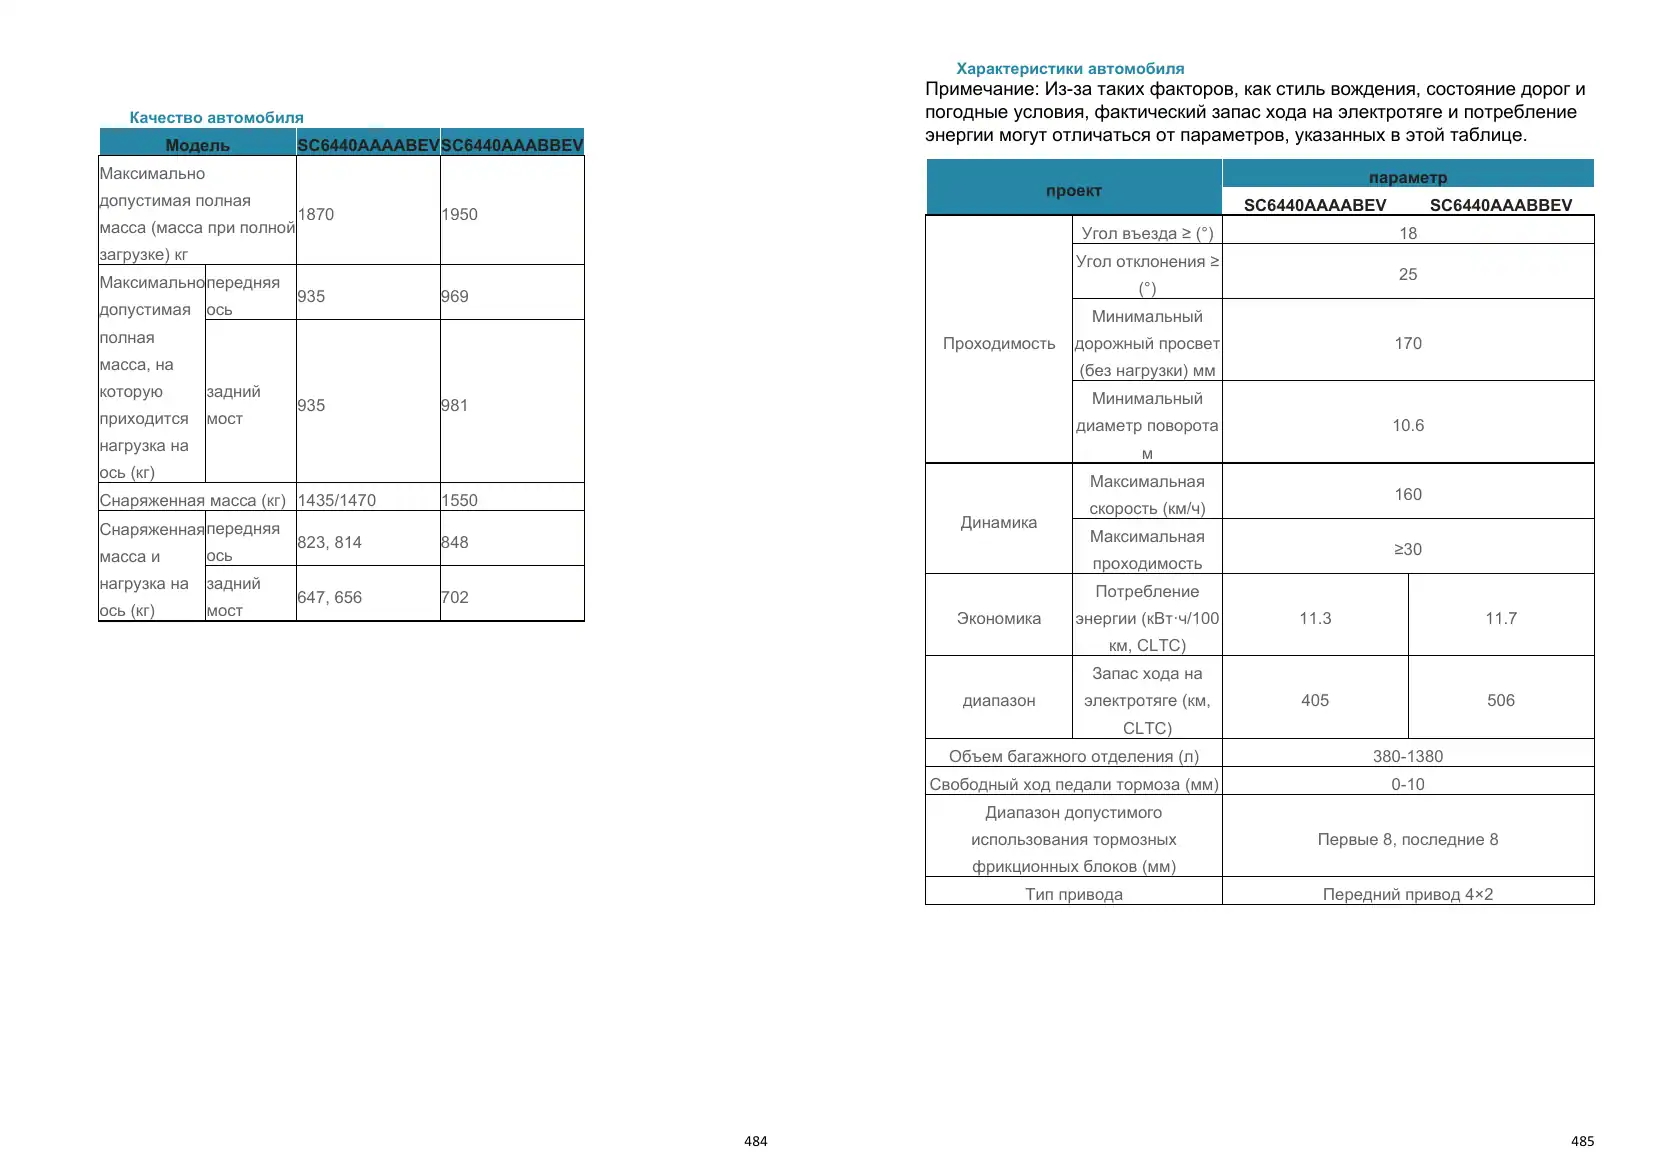 Качество автомобиля
Модель SC6440AAAABEV SC6440AAABBEV
Максимально
допустимая полная
масса (масса при полной
загрузке) кг
1870 1950
Максимально
допустимая
полная
масса, на
которую
приходится
нагрузка на
ось (кг)
передняя
ось
935 969
задний
мост
935 981
Снаряженная масса (кг) 1435/1470 1550
Снаряженная
масса и
нагрузка на
ось (кг)
передняя
ось
823, 814 848
задний
мост
647, 656 702
484
Характеристики автомобиля
Примечание: Из-за таких факторов, как стиль вождения, состояние дорог и
погодные условия, фактический запас хода на электротяге и потребление
энергии могут отличаться от параметров, указанных в этой таблице.
проект
параметр
SC6440AAAABEV SC6440AAABBEV
Проходимость
Угол въезда ≥ (°) 18
Угол отклонения ≥
(°)
25
Минимальный
дорожный просвет
(без нагрузки) мм
170
Минимальный
диаметр поворота
м
10.6
Динамика
Максимальная
скорость (км/ч)
160
Максимальная
проходимость
≥30
Экономика
Потребление
энергии (кВт·ч/100
км, CLTC)
11.3 11.7
диапазон
Запас хода на
электротяге (км,
CLTC)
405 506
Объем багажного отделения (л) 380-1380
Свободный ход педали тормоза (мм) 0-10
Диапазон допустимого
использования тормозных
фрикционных блоков (мм)
Первые 8, последние 8
Тип привода Передний привод 4×2
485